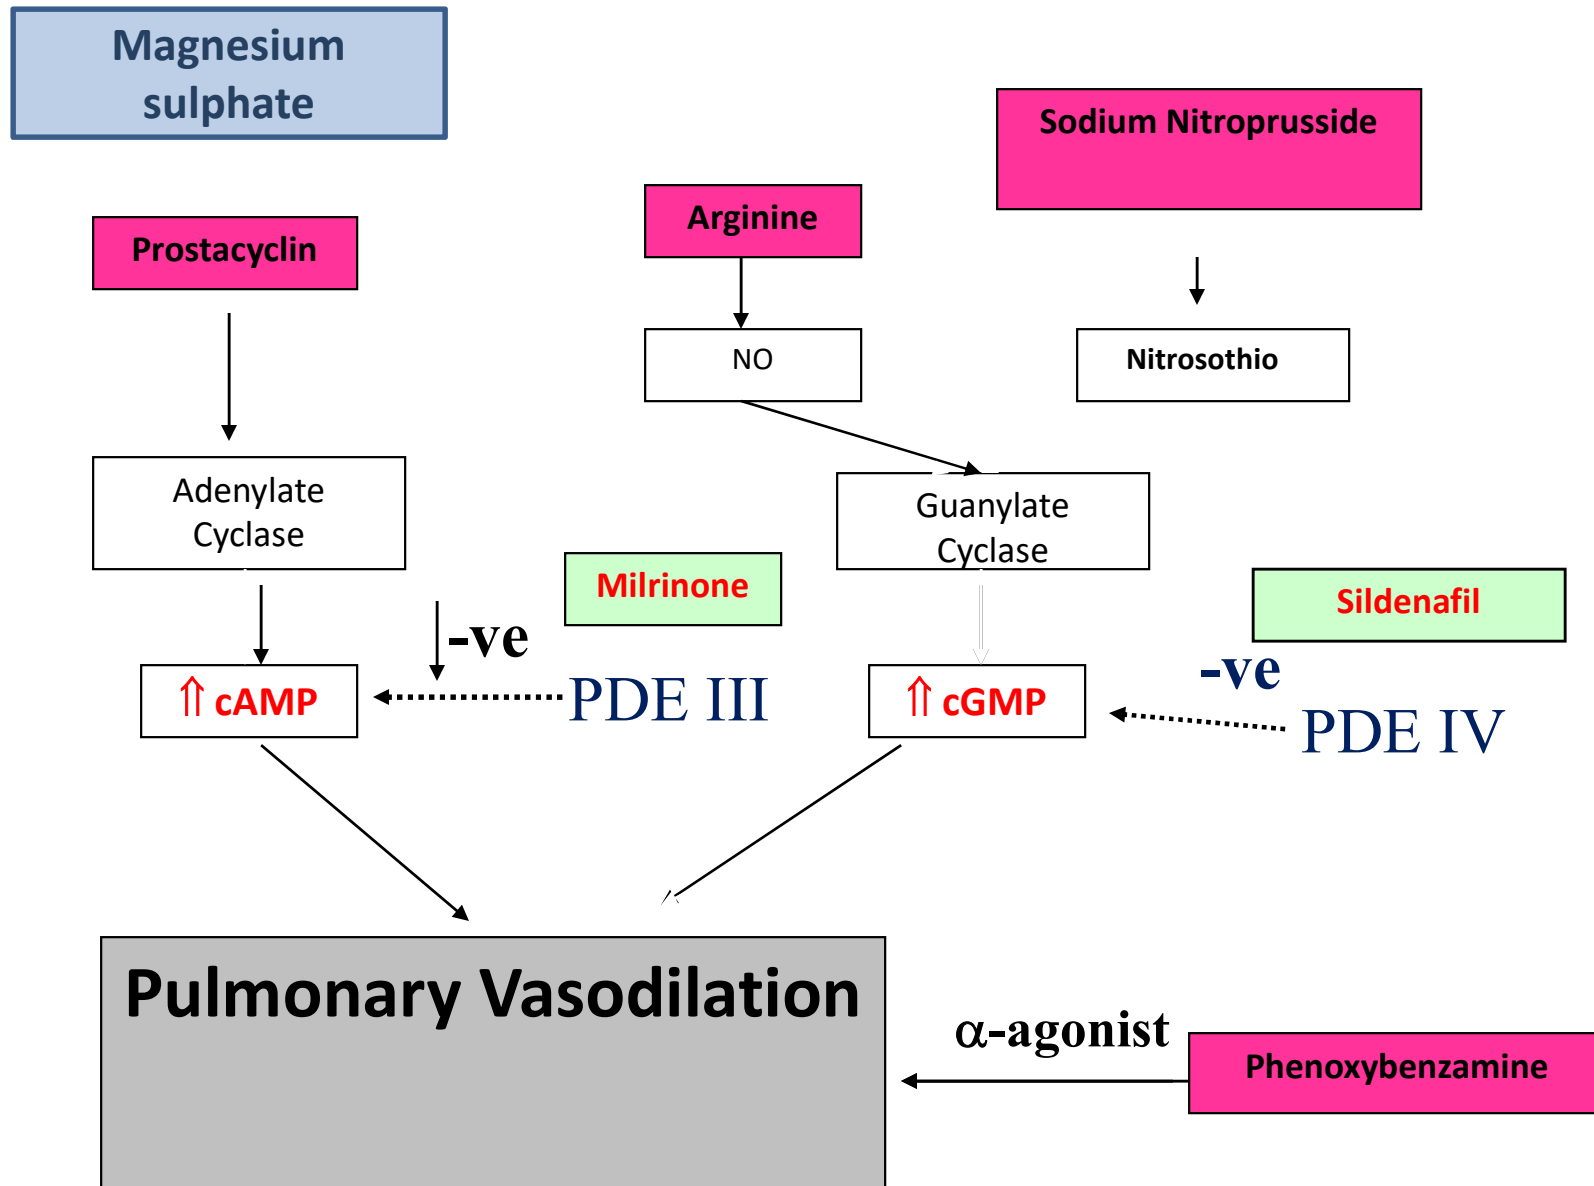 Magnesium
sulphate
Sodium Nitroprusside
Arginine
Prostacyclin
NO
Nitrosothio
Adenylate
Cyclase
Guanylate
Cyclase
Milrinone
Sildenafil
-ve
-ve
⇑ cAMP
PDE III
⇑ cGMP
PDE IV
Pulmonary Vasodilation
α-agonist
Phenoxybenzamine